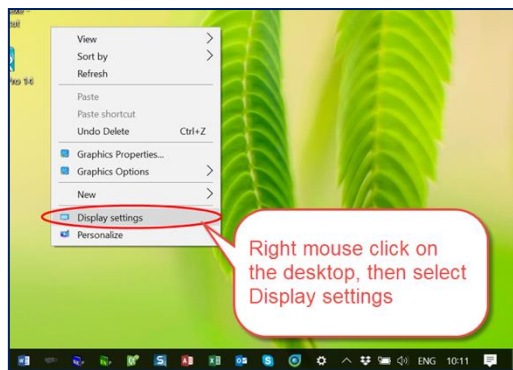 View
Sort by
Refresh
Paste
Paste shortcut
Undo Delete Ctrl+Z
Graphics Properties...
Graphics Options
New
Display settings
Personalize
Right mouse click on
the desktop, then select
Display settings
ENG 10:11